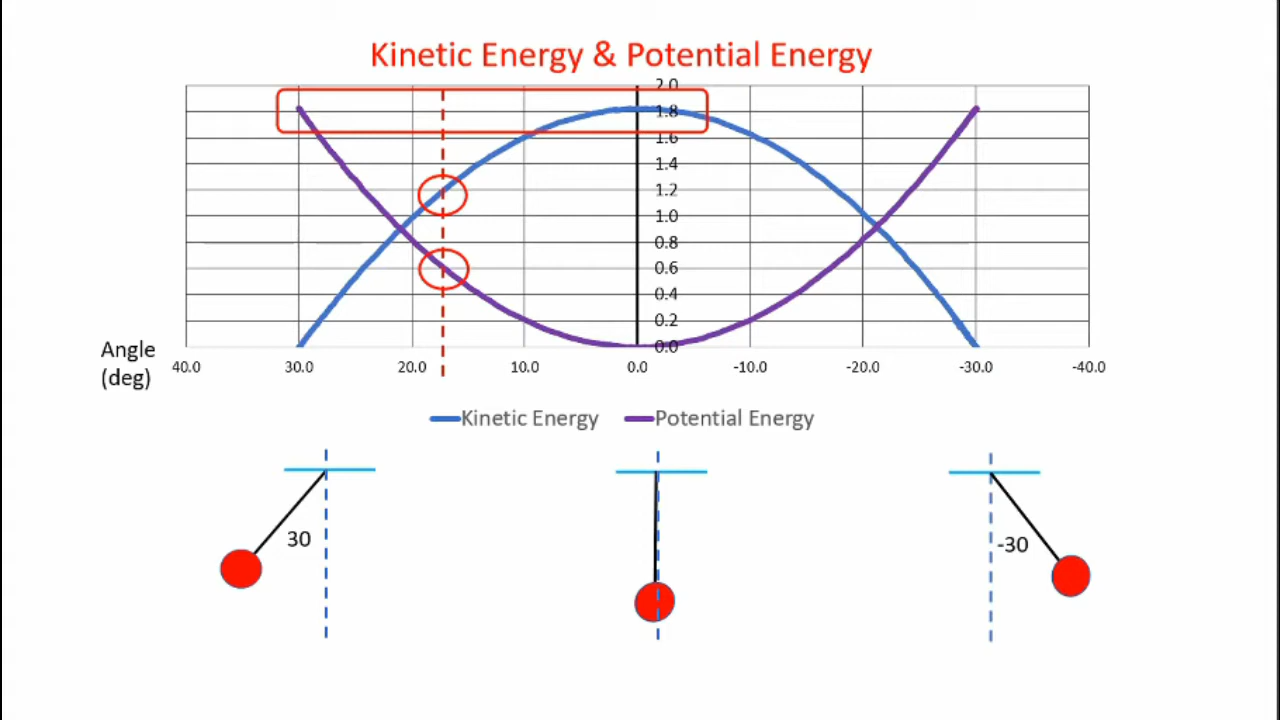 Kinetic Energy & Potential Energy
2.0
1.8
1.6
1.4
1.2
1.0
0.8
0.6
0.4
0.2
0.0
Angle
(deg)
40.0 30.0 20.0 10.0 0.0 -10.0 -20.0 -30.0 -40.0
Kinetic Energy Potential Energy
30
-30